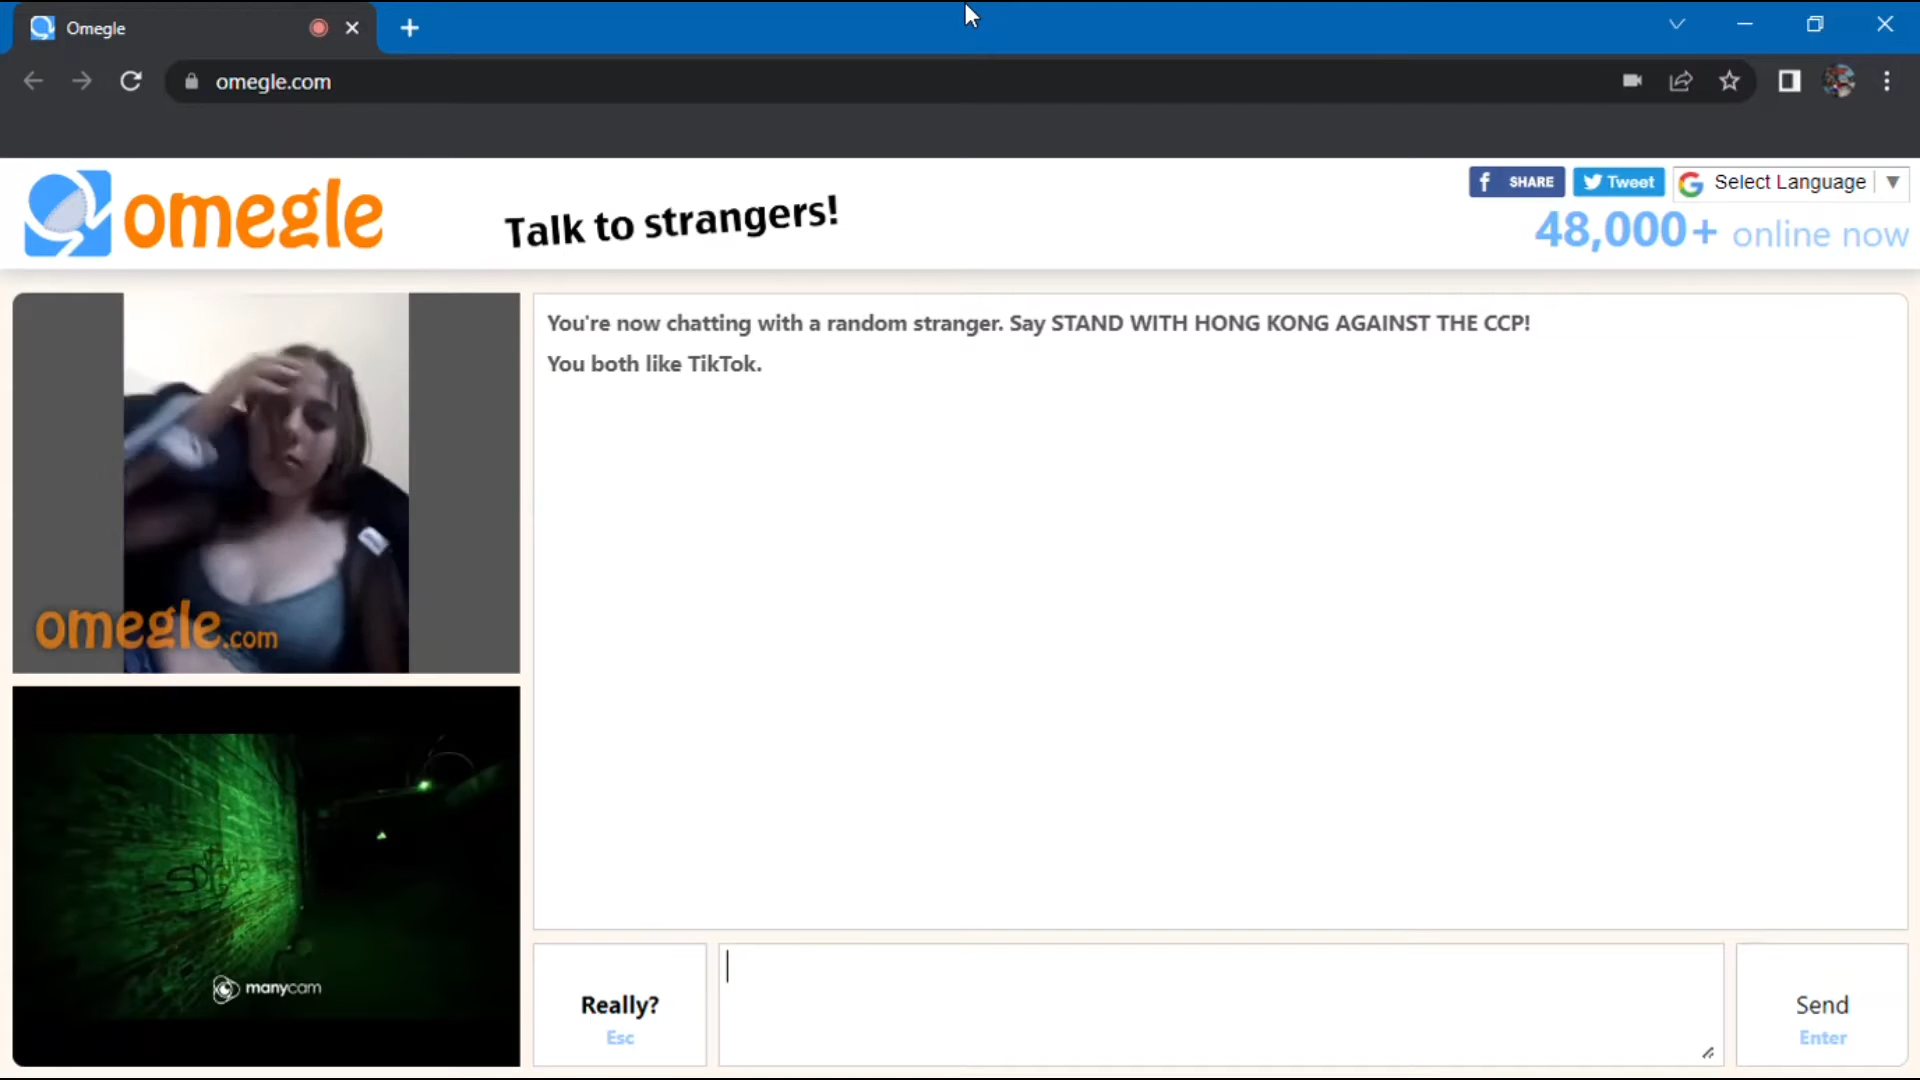 Omegle
omegle.com
omegle
Talk to strangers!
SHARE
Tweet
Select Language
48,000+ online now
You're now chatting with a random stranger. Say STAND WITH HONG KONG AGAINST THE CCP!
You both like TikTok.
omegle.com
manycam
Really?
Esc
Send
Enter